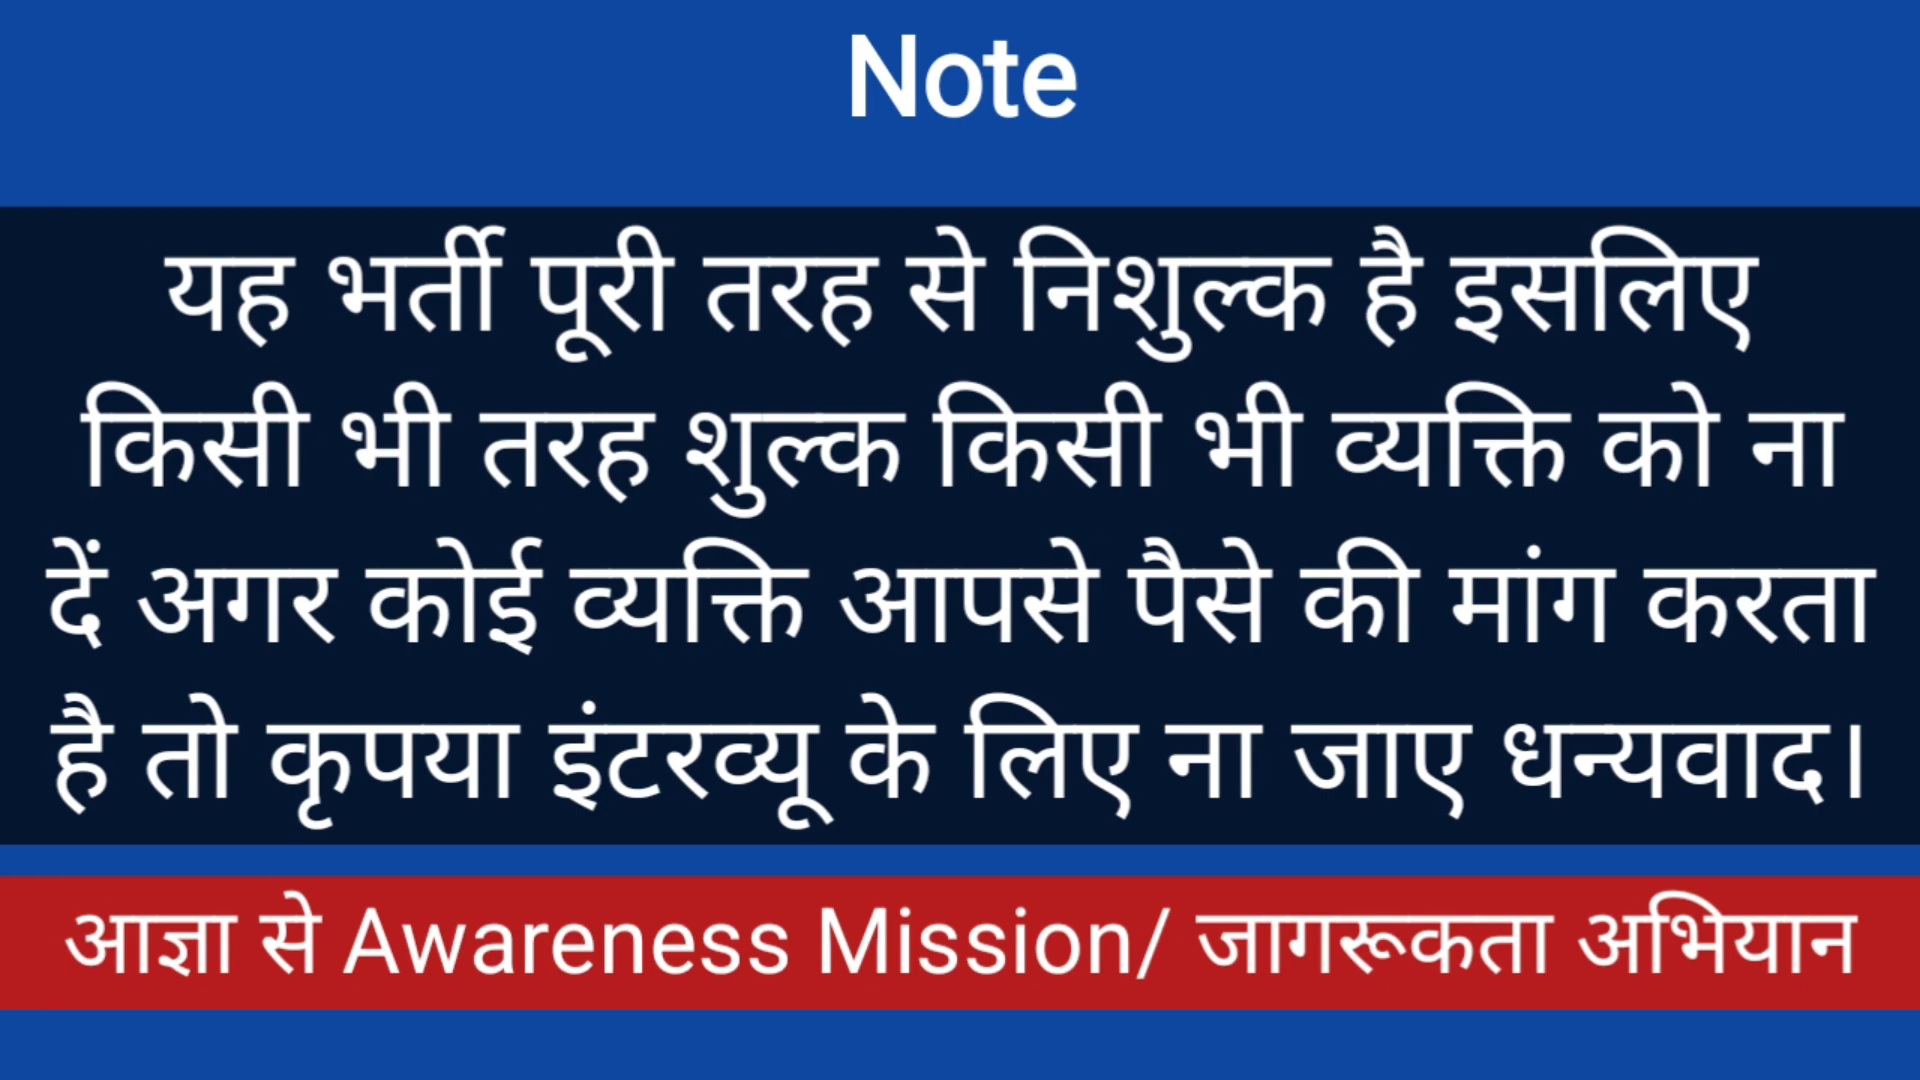 Note
यह भर्ती पूरी तरह से निशुल्क है इसलिए
किसी भी तरह शुल्क किसी भी व्यक्ति को ना
दें अगर कोई व्यक्ति आपसे पैसे की मांग करता
है तो कृपया इंटरव्यू के लिए ना जाए धन्यवाद।
आज्ञा से Awareness Mission/ जागरूकता अभियान